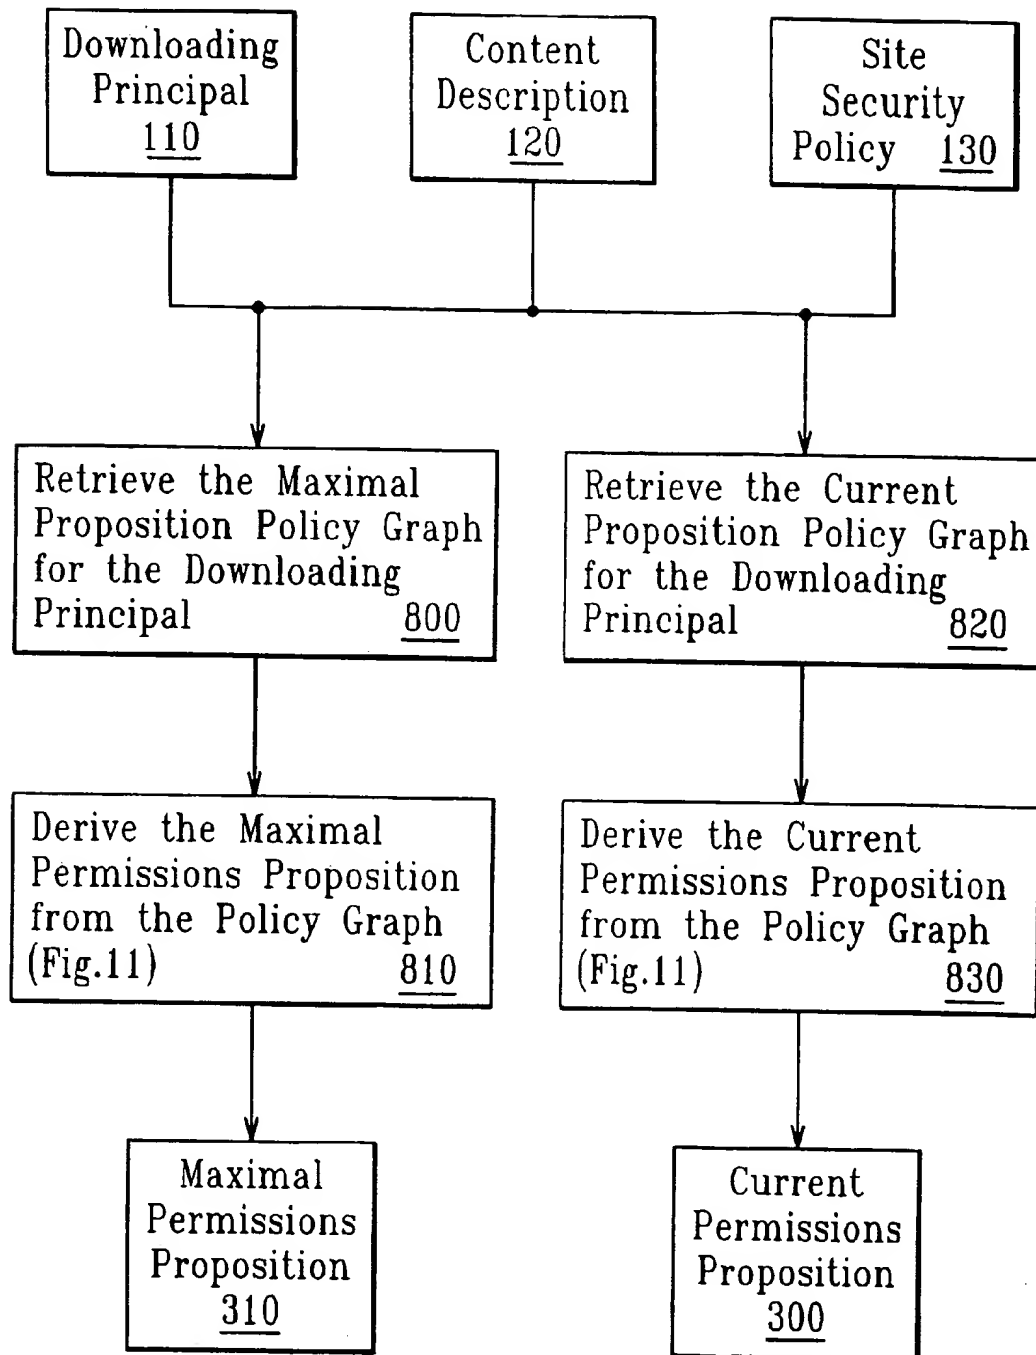 Downloading
Principal
110
Content
Description
120
Site
Security
Policy 130
Retrieve the Maximal
Proposition Policy Graph
for the Downloading
Principal 800
Retrieve the Current
Proposition Policy Graph
for the Downloading
Principal 820
Derive the Maximal
Permissions Proposition
from the Policy Graph
(Fig.11) 810
Derive the Current
Permissions Proposition
from the Policy Graph
(Fig.11) 830
Maximal
Permissions
Proposition
310
Current
Permissions
Proposition
300